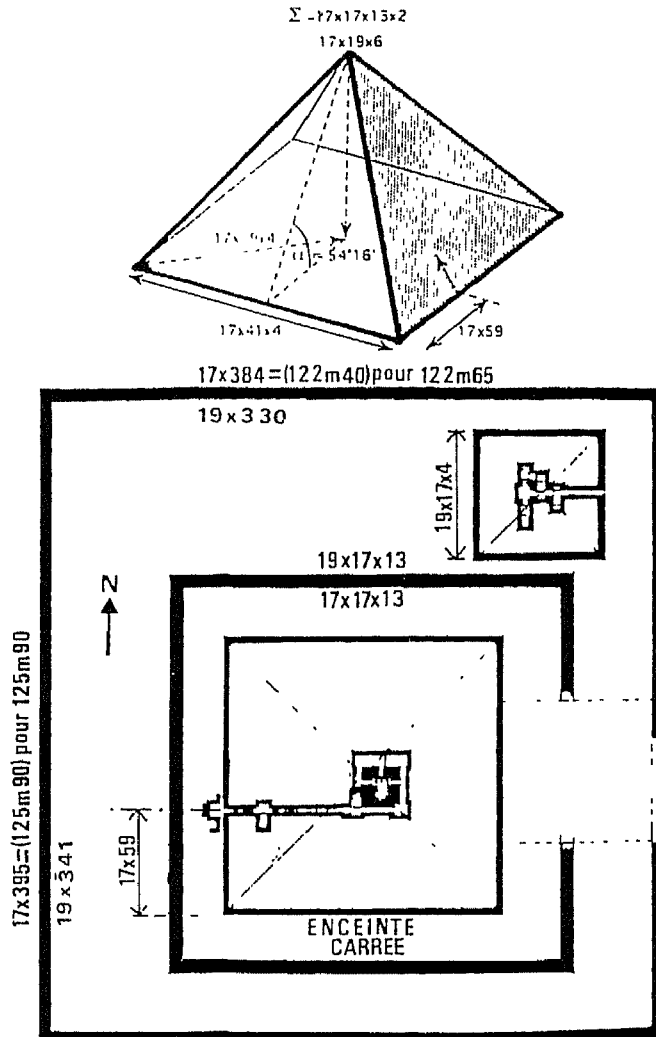 Σ -17x17x13x2
17x19x6
α = 54°16'
17x41x4
17x59
17x384=(122m40)pour 122m65
19x330
19x17x4
19x17x13
17x17x13
N
17x395=(125m90) pour 125m90
19x341
17x59
ENCEINTE
CARREE